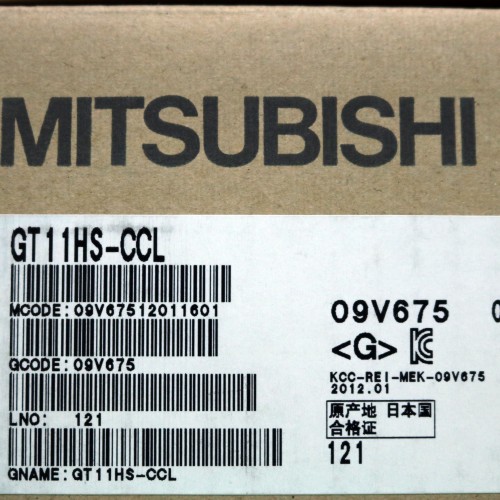 MITSUBISHI
GT11HS-CCL
MCODE:09V67512011601
QCODE:09V675
LNO: 121
GNAME:GT11HS-CCL
09V675
<G>
KCC-REI-MEK-09V675
2012.01
原产地 日本国
合格证
121